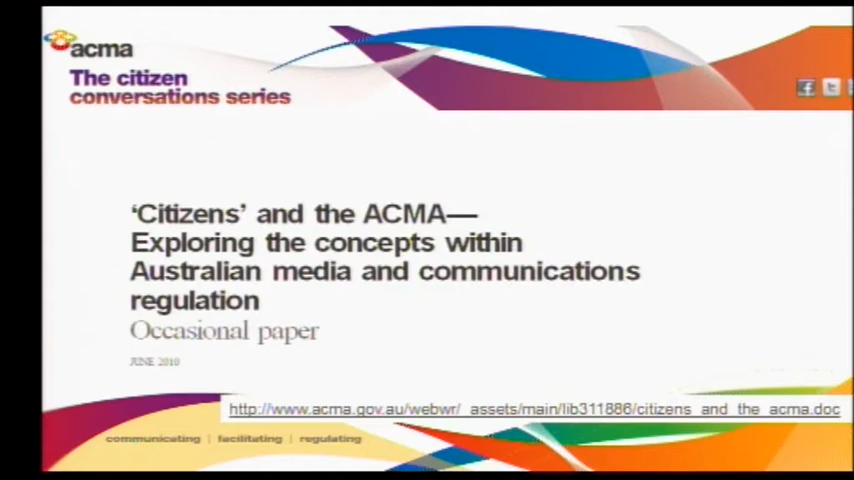 acma
The citizen
conversations series
‘Citizens’ and the ACMA—
Exploring the concepts within
Australian media and communications
regulation
Occasional paper
JUNE 2010
http://www.acma.gov.au/webwr/_assets/main/lib311886/citizens_and_the_acma.doc
communicating | facilitating | regulating